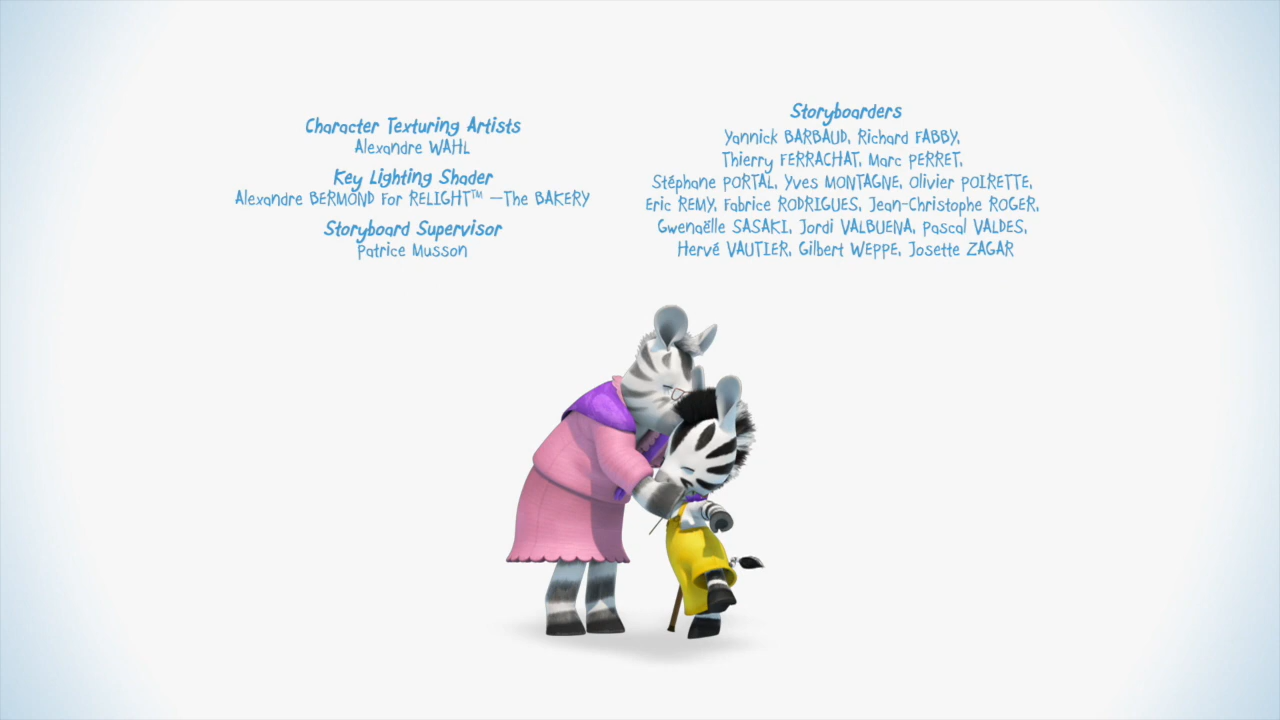 Character Texturing Artists
Alexandre WAHL
Key Lighting Shader
Alexandre BERMOND For RELIGHT™ –The BAKERY
Storyboard Supervisor
Patrice Musson
Storyboarders
Yannick BARBAUD, Richard FABBY,
Thierry FERRACHAT, Marc PERRET,
Stéphane PORTAL, Yves MONTAGNE, Olivier POIRETTE,
Eric REMY, Fabrice RODRIGUES, Jean-Christophe ROGER,
Gwenaëlle SASAKI, Jordi VALBUENA, Pascal VALDES,
Hervé VAUTIER, Gilbert WEPPE, Josette ZAGAR